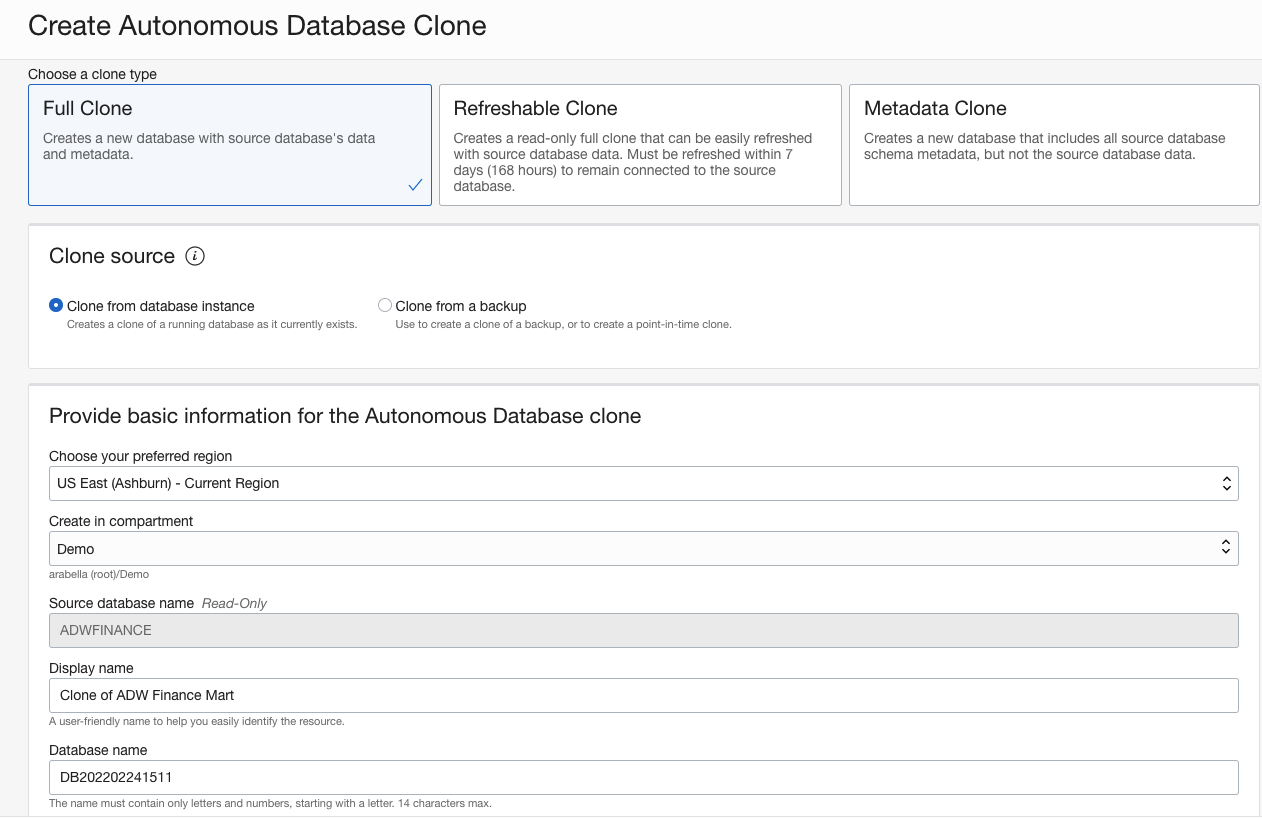 Create Autonomous Database Clone
Choose a clone type
Full Clone
Creates a new database with source database's data
and metadata.
Refreshable Clone
Creates a read-only full clone that can be easily refreshed
with source database data. Must be refreshed within 7
days (168 hours) to remain connected to the source
database.
Metadata Clone
Creates a new database that includes all source database
schema metadata, but not the source database data.
Clone source i
Clone from database instance
Creates a clone of a running database as it currently exists.
Clone from a backup
Use to create a clone of a backup, or to create a point-in-time clone.
Provide basic information for the Autonomous Database clone
Choose your preferred region
US East (Ashburn) - Current Region
Create in compartment
Demo
arabella (root)/Demo
Source database name Read-Only
ADWFINANCE
Display name
Clone of ADW Finance Mart
A user-friendly name to help you easily identify the resource.
Database name
DB202202241511
The name must contain only letters and numbers, starting with a letter. 14 characters max.